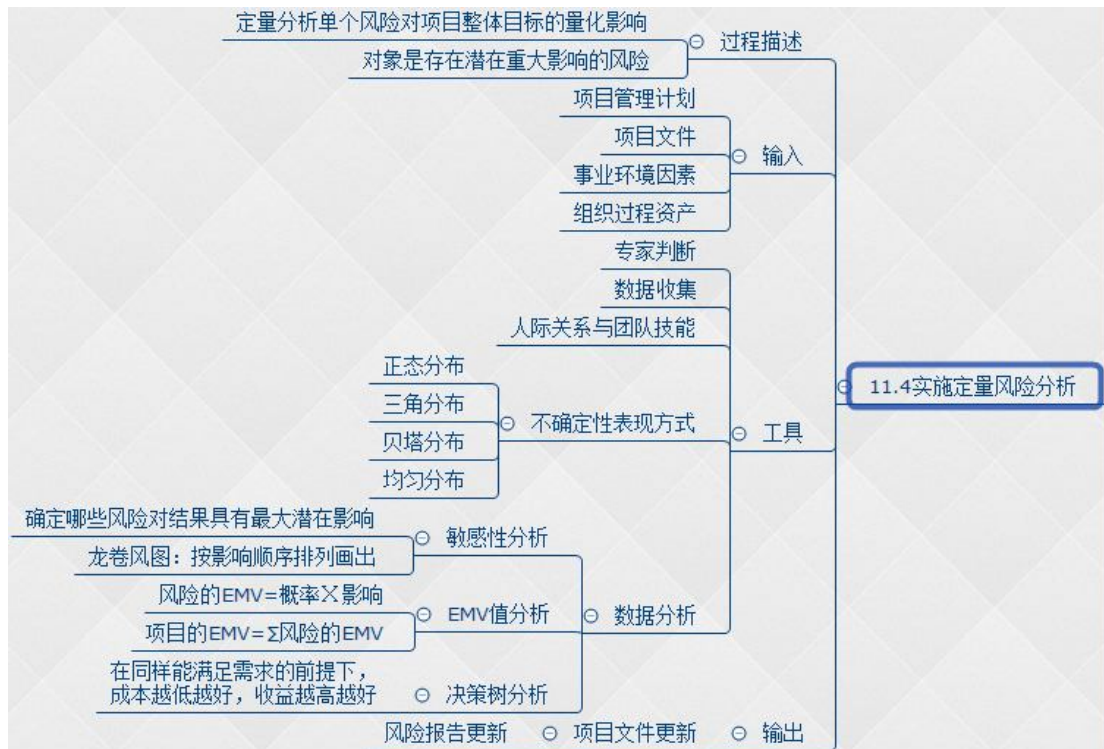 定量分析单个风险对项目整体目标的量化影响
过程描述
对象是存在潜在重大影响的风险
项目管理计划
项目文件
输入
事业环境因素
组织过程资产
专家判断
数据收集
人际关系与团队技能
正态分布
三角分布
11.4实施定量风险分析
不确定性表现方式
工具
贝塔分布
均匀分布
确定哪些风险对结果具有最大潜在影响
敏感性分析
龙卷风图：按影响顺序排列画出
风险的EMV=概率X影响
EMV值分析
数据分析
项目的EMV=Σ风险的EMV
在同样能满足需求的前提下，
成本越低越好，收益越高越好
决策树分析
风险报告更新
项目文件更新
输出